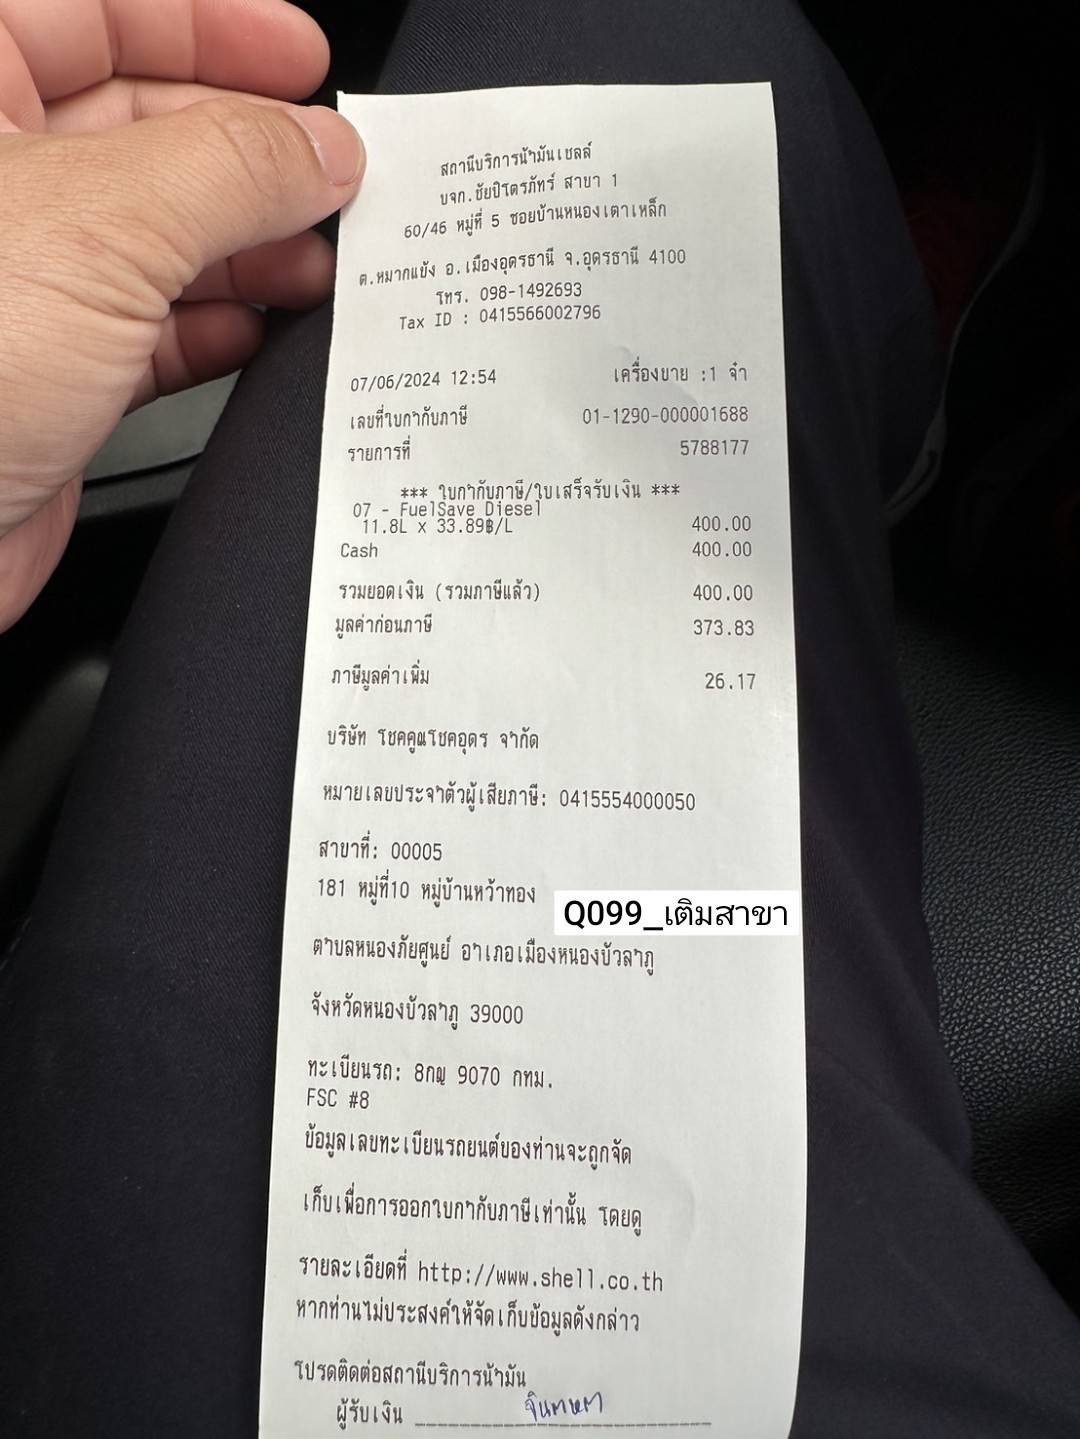 สถานีบริการน้ำมันเชลล์
บจก.ชัยปิโตรภัทร์ สาขา 1
60/46 หมู่ที่ 5 ซอยบ้านหนองเตาเหล็ก
ต.หมากแข้ง อ.เมืองอุดรธานี จ.อุดรธานี 4100
โทร. 098-1492693
Tax ID : 0415566002796
07/06/2024 12:54 เครื่องขาย :1 จ๋า
เลขที่ใบกำกับภาษี 01-1290-000001688
รายการที่ 5788177
*** ใบกำกับภาษี/ใบเสร็จรับเงิน ***
07 - FuelSave Diesel
11.8L x 33.89฿/L 400.00
Cash 400.00
รวมยอดเงิน (รวมภาษีแล้ว) 400.00
มูลค่าก่อนภาษี 373.83
ภาษีมูลค่าเพิ่ม 26.17
บริษัท โชคคูณโชคอุดร จำกัด
หมายเลขประจำตัวผู้เสียภาษี: 0415554000050
สาขาที่: 00005
181 หมู่ที่10 หมู่บ้านหว้าทอง
Q099_เติมสาขา
ตำบลหนองภัยศูนย์ อำเภอเมืองหนองบัวลำภู
จังหวัดหนองบัวลำภู 39000
ทะเบียนรถ: 8กญ 9070 กทม.
FSC #8
ข้อมูลเลขทะเบียนรถยนต์ของท่านจะถูกจัด
เก็บเพื่อการออกใบกำกับภาษีเท่านั้น โดยดู
รายละเอียดที่ http://www.shell.co.th
หากท่านไม่ประสงค์ให้จัดเก็บข้อมูลดังกล่าว
โปรดติดต่อสถานีบริการน้ำมัน
ผู้รับเงิน